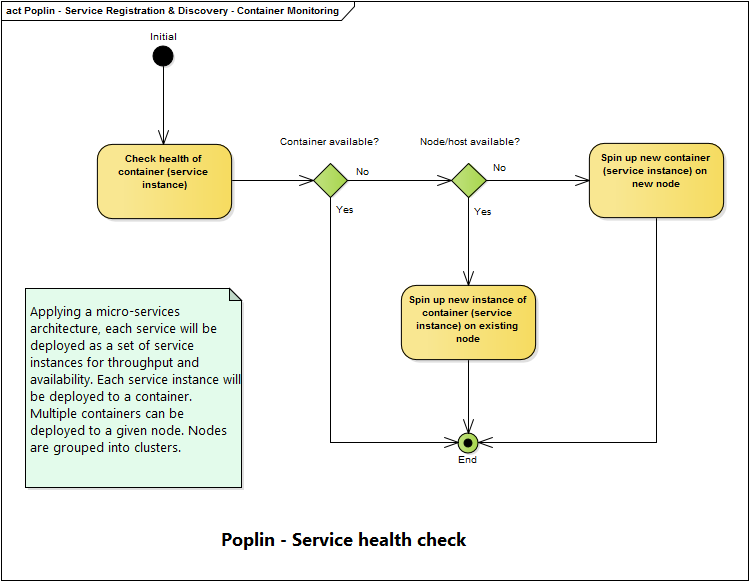 act Poplin - Service Registration & Discovery - Container Monitoring
Initial
Check health of
container (service
instance)
Container available?
No
Yes
Node/host available?
No
Yes
Spin up new container
(service instance) on
new node
Spin up new instance of
container (service
instance) on existing
node
Applying a micro-services
architecture, each service will be
deployed as a set of service
instances for throughput and
availability. Each service instance will
be deployed to a container.
Multiple containers can be
deployed to a given node. Nodes
are grouped into clusters.
End
Poplin - Service health check